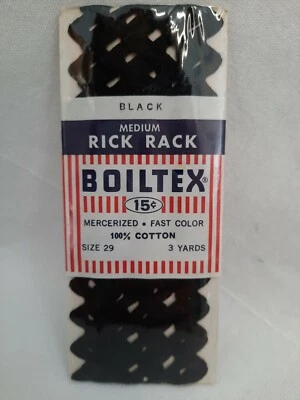 BLACK
MEDIUM
RICK RACK
BOILTEX®
15¢
MERCERIZED • FAST COLOR
100% COTTON
SIZE 29 3 YARDS